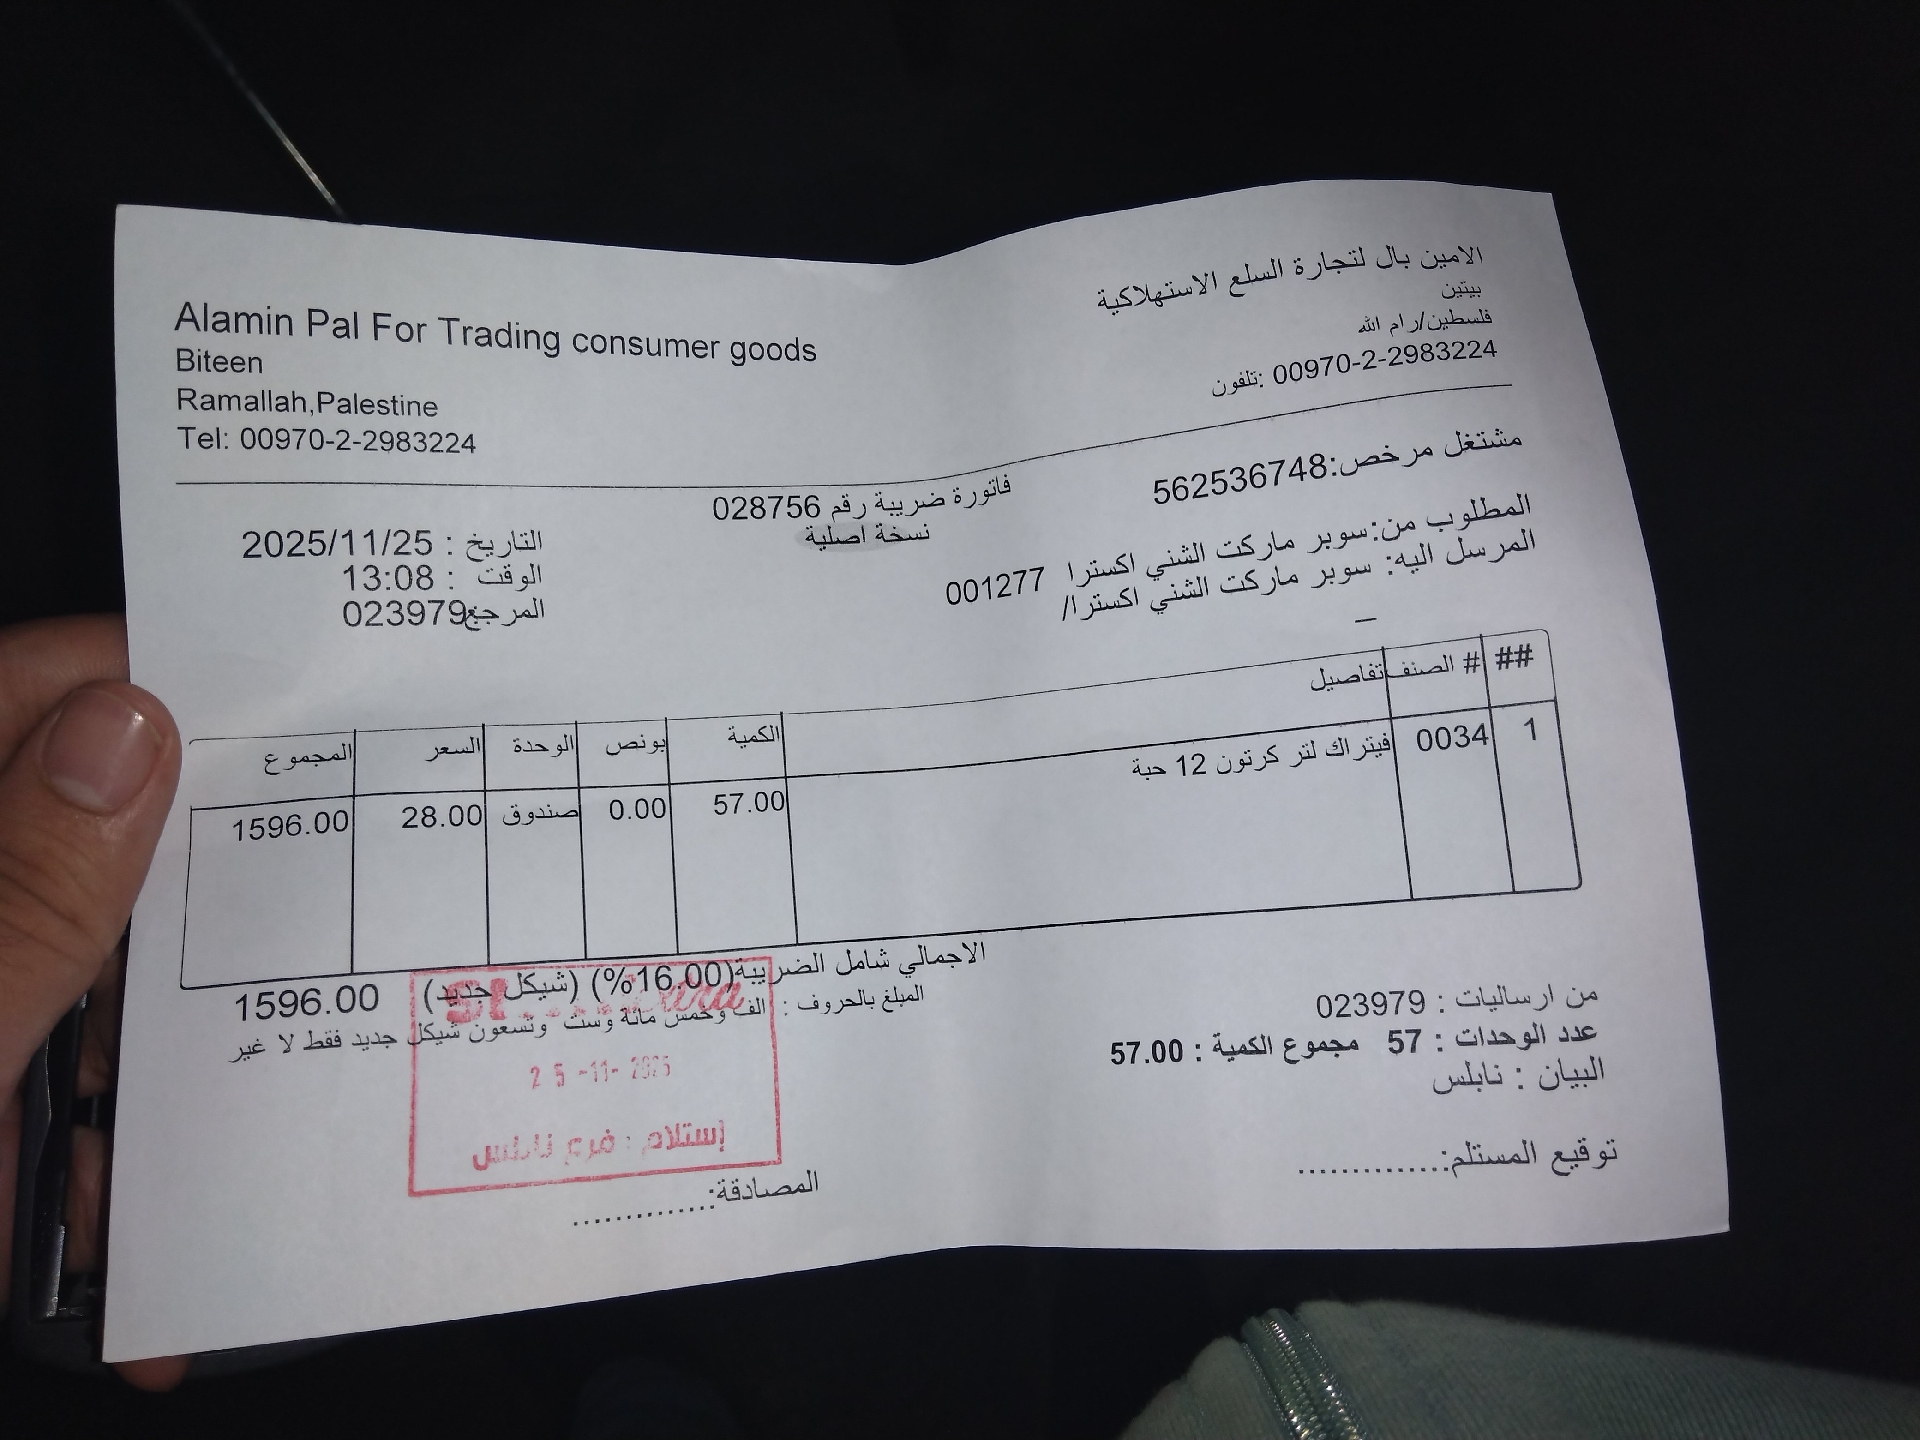 Alamin Pal For Trading consumer goods
Biteen
Ramallah,Palestine
Tel: 00970-2-2983224
الامين بال لتجارة السلع الاستهلاكية
بيتين
فلسطين/رام الله
تلفون: 00970-2-2983224
مشتغل مرخص:562536748
فاتورة ضريبة رقم 028756
نسخة اصلية
التاريخ : 2025/11/25
الوقت : 13:08
المرجع 023979
المطلوب من:سوبر ماركت الشني اكسترا 001277
المرسل اليه: سوبر ماركت الشني اكسترا/
_
## # الصنف تفاصيل الكمية بونص الوحدة السعر المجموع
1 0034 فيتراك لتر كرتون 12 حبة 57.00 0.00 صندوق 28.00 1596.00
الاجمالي شامل الضريبة(16.00%) (شيكل جديد) 1596.00
المبلغ بالحروف : الف وخمس مائة وست وتسعون شيكل جديد فقط لا غير
من ارساليات : 023979
عدد الوحدات : 57 مجموع الكمية : 57.00
البيان : نابلس
25 -11- 2025
إستلام : فرع نابلس
توقيع المستلم:..............
المصادقة:..............